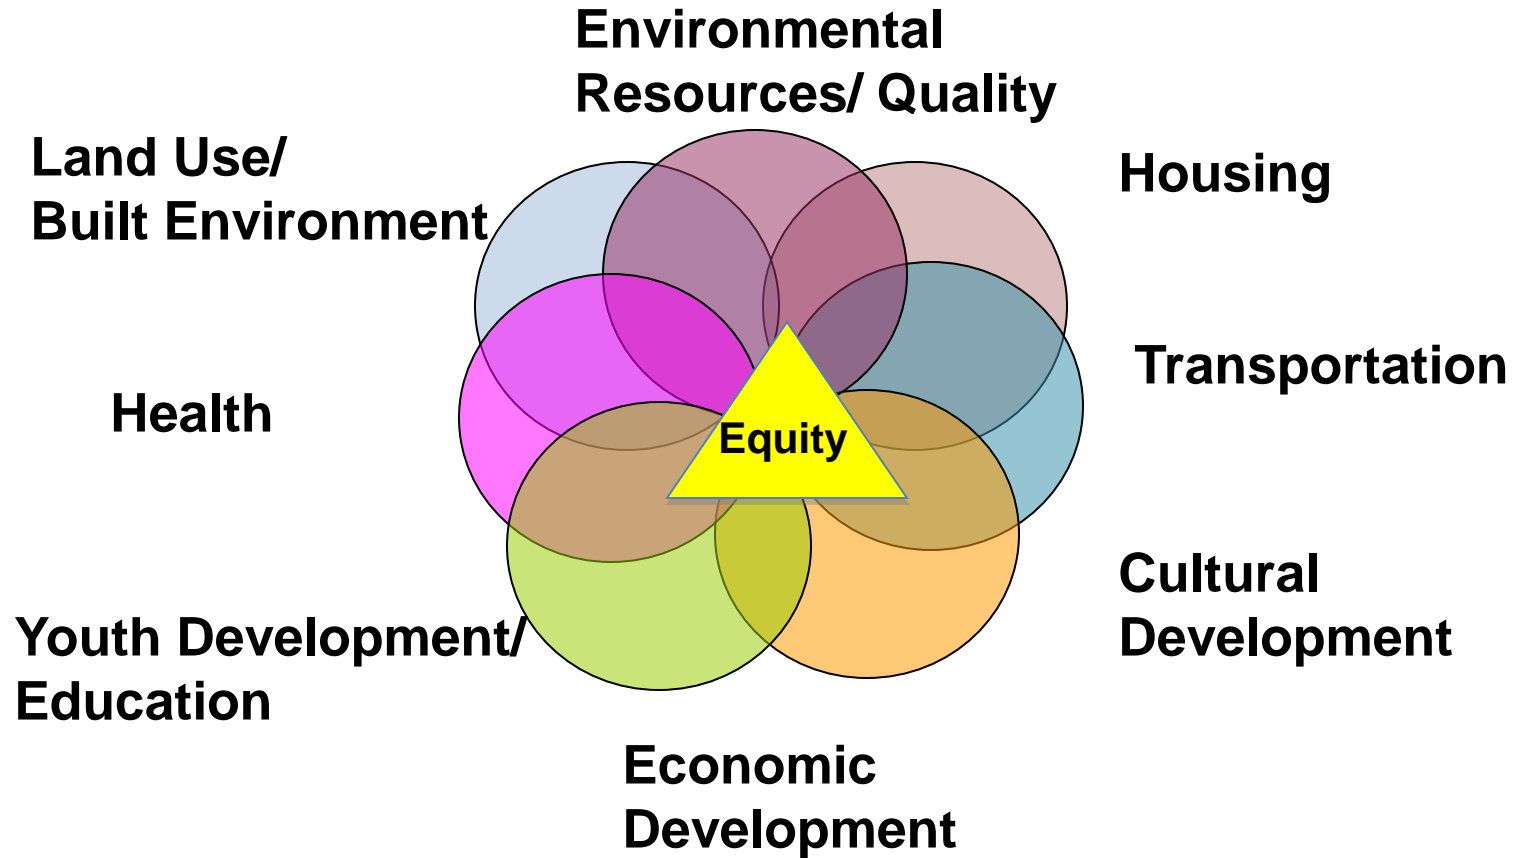 Environmental
Resources/ Quality
Land Use/
Built Environment
Housing
Transportation
Health
Equity
Cultural
Development
Youth Development/
Education
Economic
Development